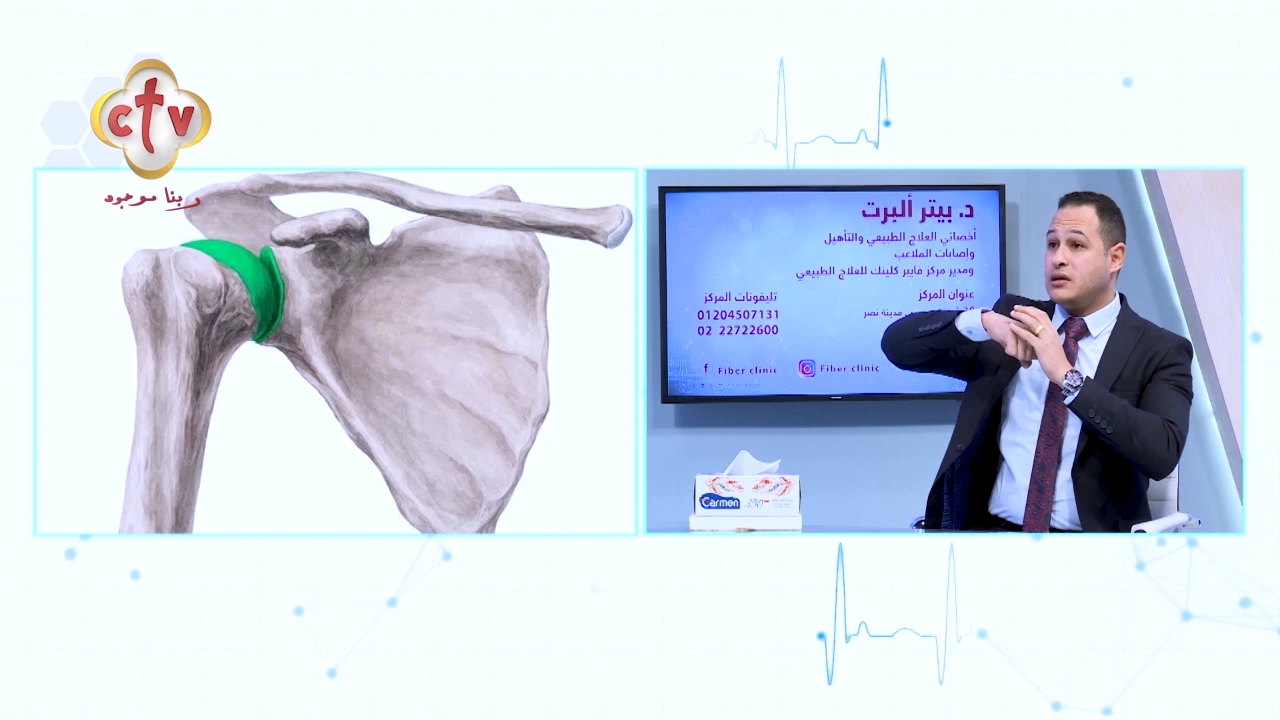 ctv
ربنا موجود
د. بيتر ألبرت
أخصائي العلاج الطبيعي والتأهيل
وإصابات الملاعب
ومدير مركز فايبر كلينك للعلاج الطبيعي
عنوان المركز
مدينة نصر
تليفونات المركز
01204507131
02 22722600
Fiber clinic
Fiber clinic
Carmen